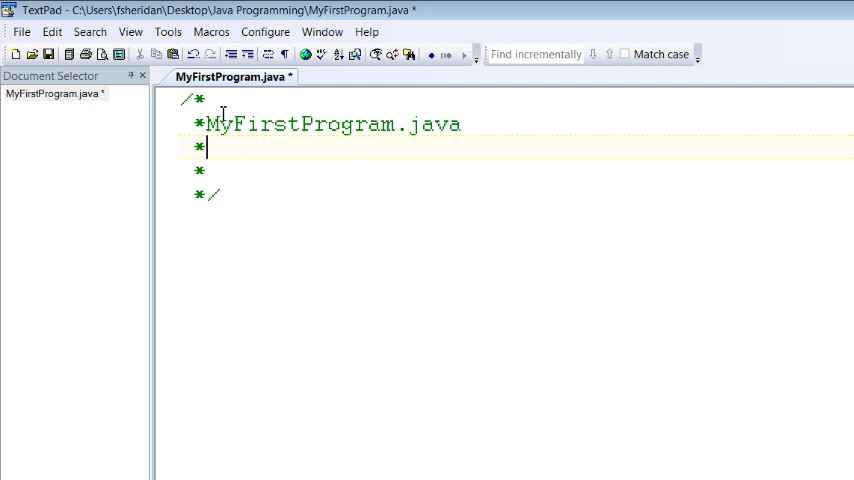 TextPad - C:\Users\fsheridan\Desktop\Java Programming\MyFirstProgram.java *
File Edit Search View Tools Macros Configure Window Help
Find incrementally Match case
Document Selector
MyFirstProgram.java *
MyFirstProgram.java *
/*
*MyFirstProgram.java
*
*
*/